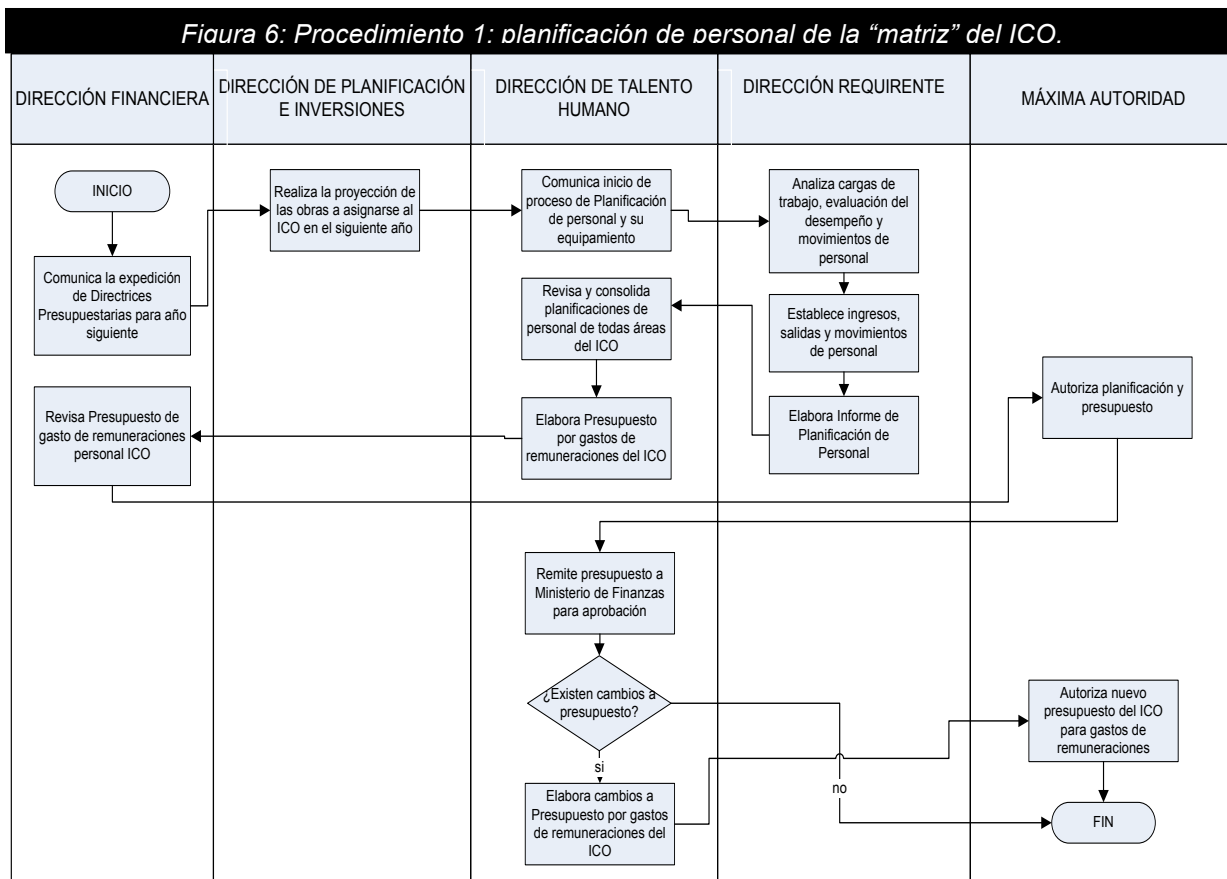 Figura 6: Procedimiento 1: planificación de personal de la “matriz” del ICO.
DIRECCIÓN FINANCIERA
DIRECCIÓN DE PLANIFICACIÓN
E INVERSIONES
DIRECCIÓN DE TALENTO
HUMANO
DIRECCIÓN REQUIRENTE
MÁXIMA AUTORIDAD
INICIO
Comunica la expedición
de Directrices
Presupuestarias para año
siguiente
Realiza la proyección de
las obras a asignarse al
ICO en el siguiente año
Comunica inicio de
proceso de Planificación
de personal y su
equipamiento
Analiza cargas de
trabajo, evaluación del
desempeño y
movimientos de
personal
Establece ingresos,
salidas y movimientos
de personal
Elabora Informe de
Planificación de
Personal
Revisa y consolida
planificaciones de
personal de todas áreas
del ICO
Elabora Presupuesto
por gastos de
remuneraciones del ICO
Revisa Presupuesto de
gasto de remuneraciones
personal ICO
Autoriza planificación y
presupuesto
Remite presupuesto a
Ministerio de Finanzas
para aprobación
¿Existen cambios a
presupuesto?
si
no
Elabora cambios a
Presupuesto por gastos
de remuneraciones del
ICO
Autoriza nuevo
presupuesto del ICO
para gastos de
remuneraciones
FIN